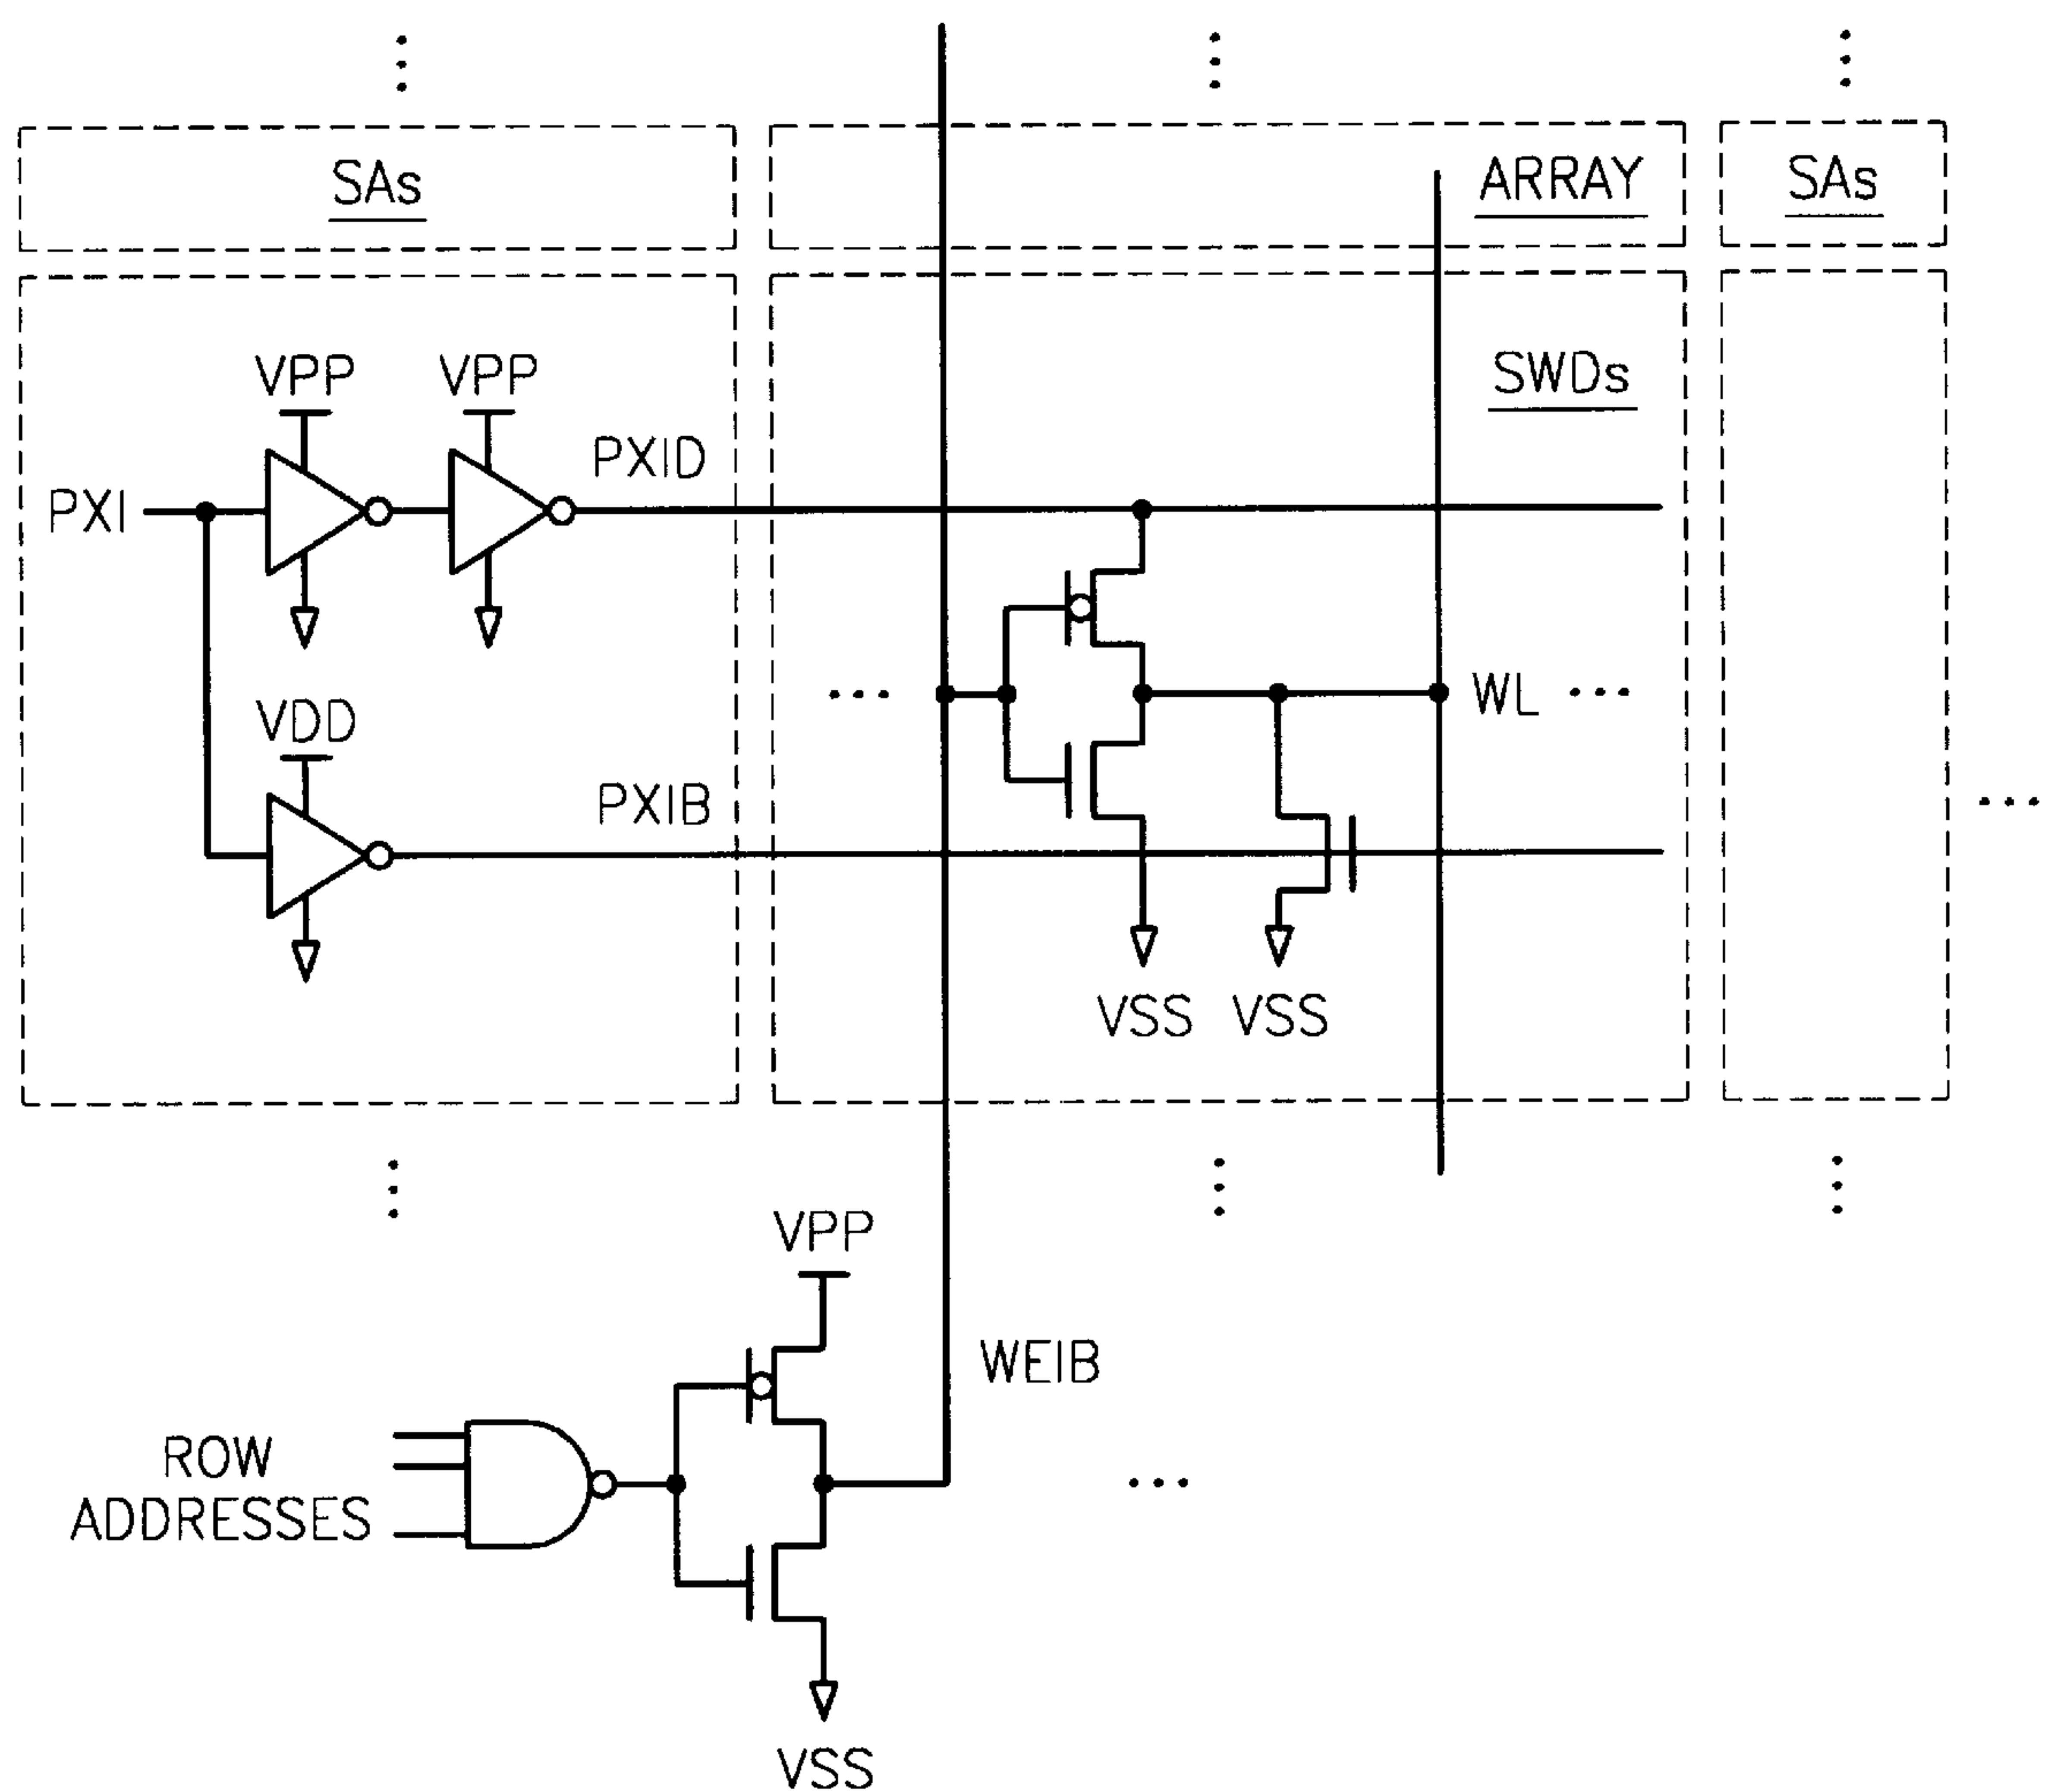 SAs
ARRAY
SAs
VPP
VPP
SWDs
PXID
PXI
WL
VDD
PXIB
VSS
VSS
VPP
WEIB
ROW
ADDRESSES
VSS